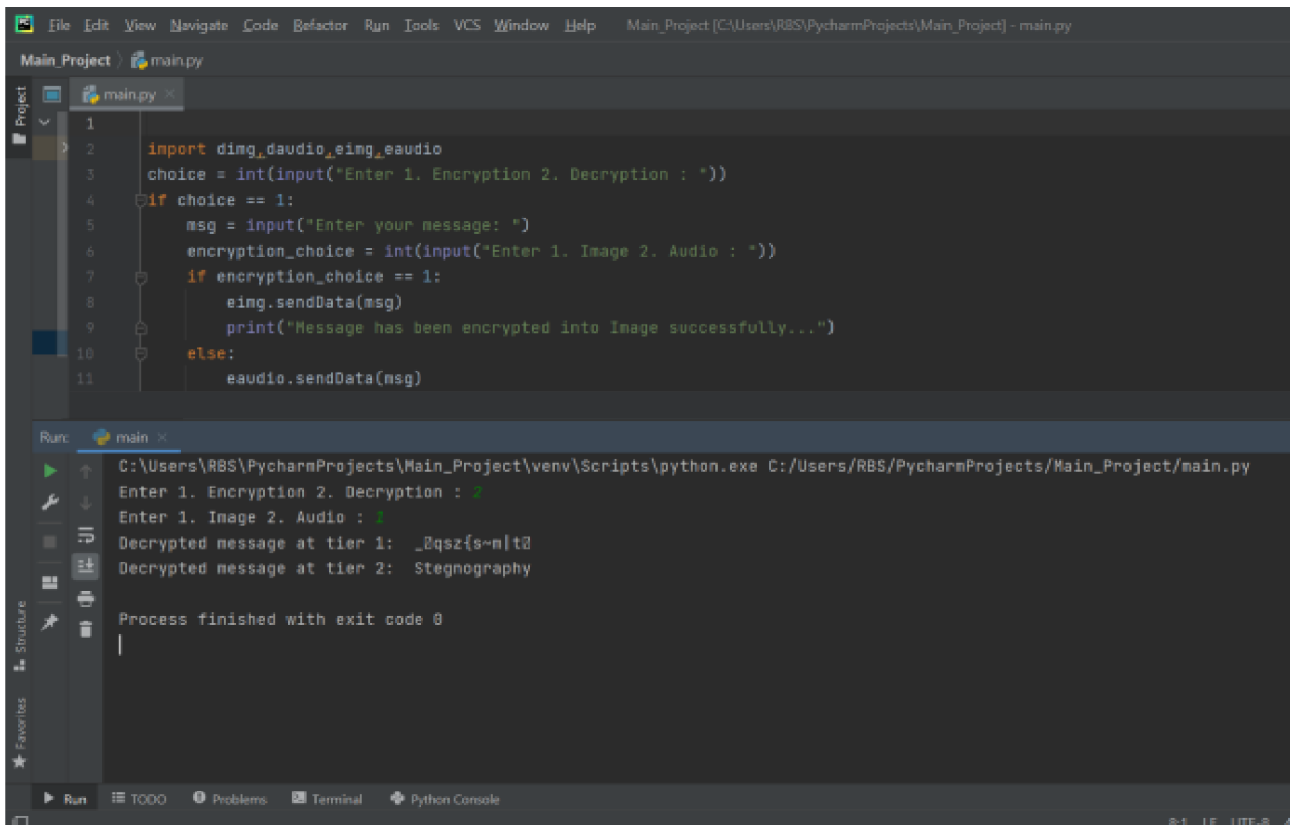 File Edit View Navigate Code Refactor Run Tools VCS Window Help Main_Project [C:\Users\RBS\PycharmProjects\Main_Project] - main.py
Main_Project main.py
Project
main.py
1
2 import dimg,daudio,eimg,eaudio
3 choice = int(input("Enter 1. Encryption 2. Decryption : "))
4 if choice == 1:
5 msg = input("Enter your message: ")
6 encryption_choice = int(input("Enter 1. Image 2. Audio : "))
7 if encryption_choice == 1:
8 eimg.sendData(msg)
9 print("Message has been encrypted into Image successfully...")
10 else:
11 eaudio.sendData(msg)
Run: main
C:\Users\RBS\PycharmProjects\Main_Project\venv\Scripts\python.exe C:/Users/RBS/PycharmProjects/Main_Project/main.py
Enter 1. Encryption 2. Decryption : 2
Enter 1. Image 2. Audio : 1
Decrypted message at tier 1:
Decrypted message at tier 2: Stegnography
Process finished with exit code 0
Structure
Favorites
Run TODO Problems Terminal Python Console
8:1 LF UTF-8